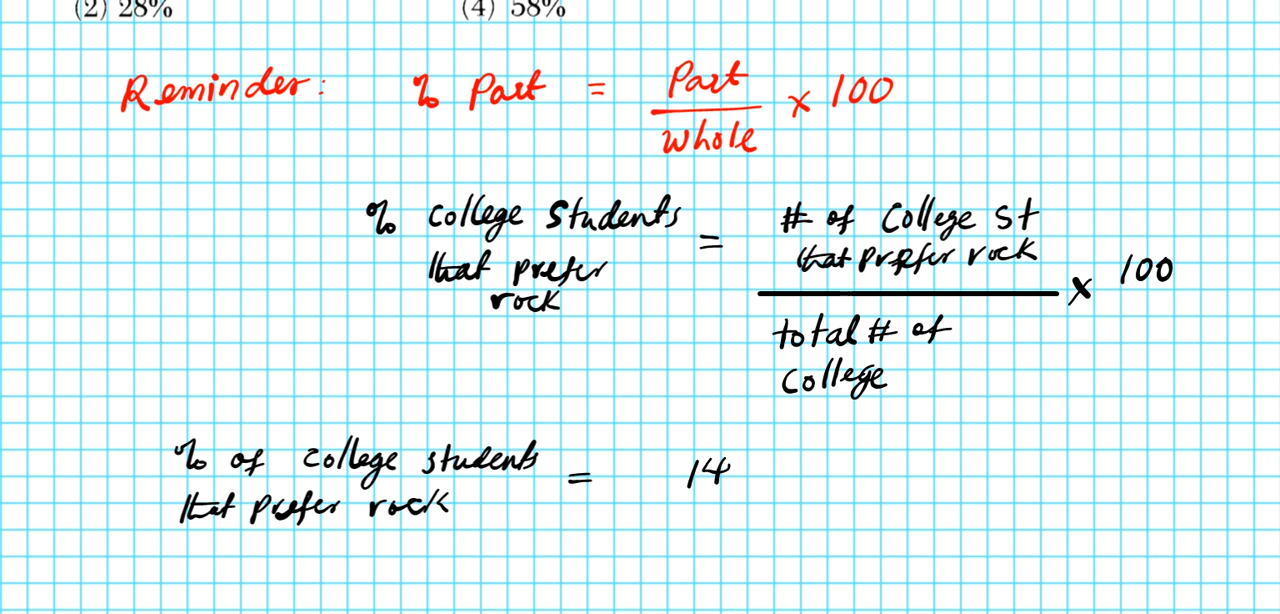 (2) 28% (4) 58%
Reminder: % Part = Part / whole × 100
% college students that prefer rock = # of College St that prefer rock / total # of College × 100
% of college students that prefer rock = 14